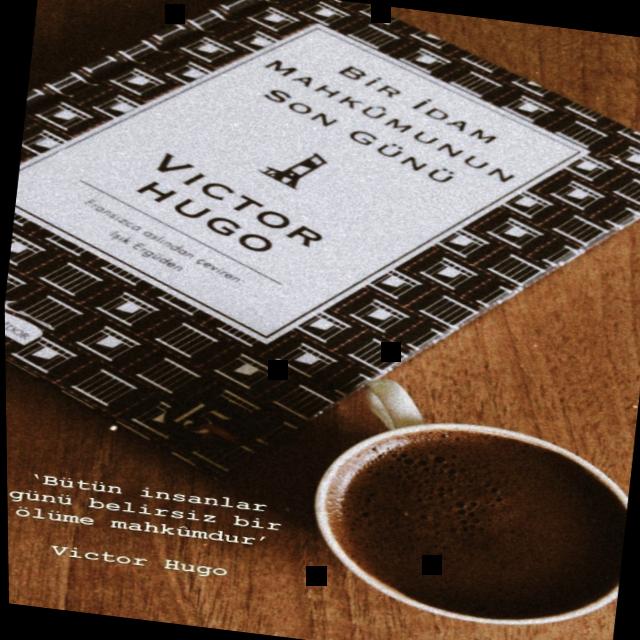 BIR İDAM
MAHKÛMUNUN
SON GÜNÜ
VICTOR
HUGO
Fransızca aslından çeviren:
Işık Ergüden
‘Bütün insanlar
günü belirsiz bir
ölüme mahkûmdur’
Victor Hugo